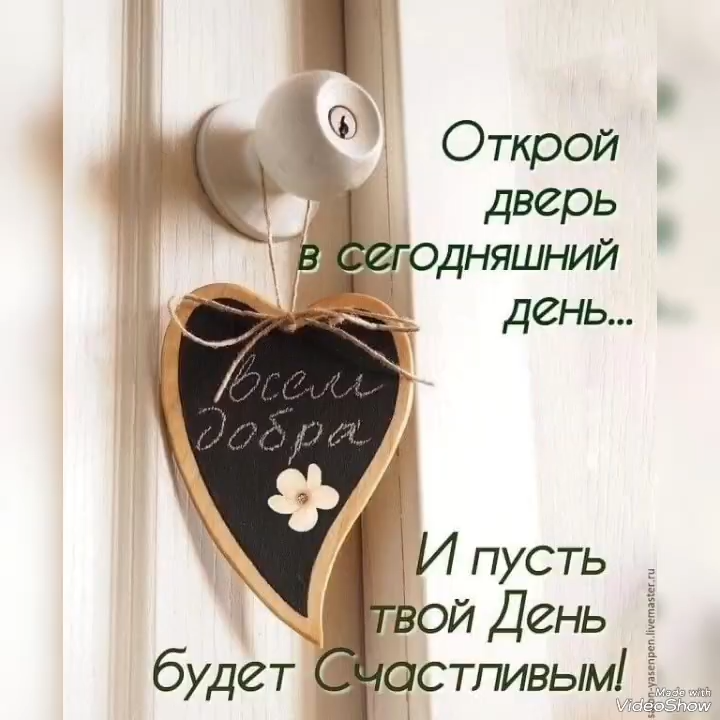 Открой
дверь
в сегодняшний
день...
всем
добра
И пусть
твой День
будет Счастливым!
Made with
VideoShow